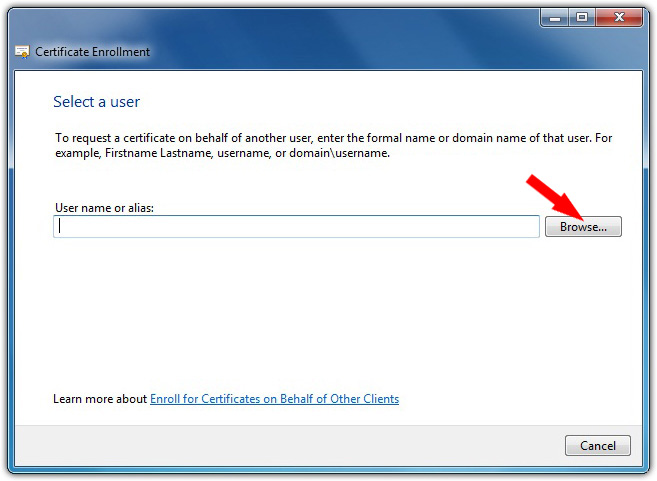 Certificate Enrollment
Select a user
To request a certificate on behalf of another user, enter the formal name or domain name of that user. For
example, Firstname Lastname, username, or domain\username.
User name or alias:
Browse...
Learn more about Enroll for Certificates on Behalf of Other Clients
Cancel